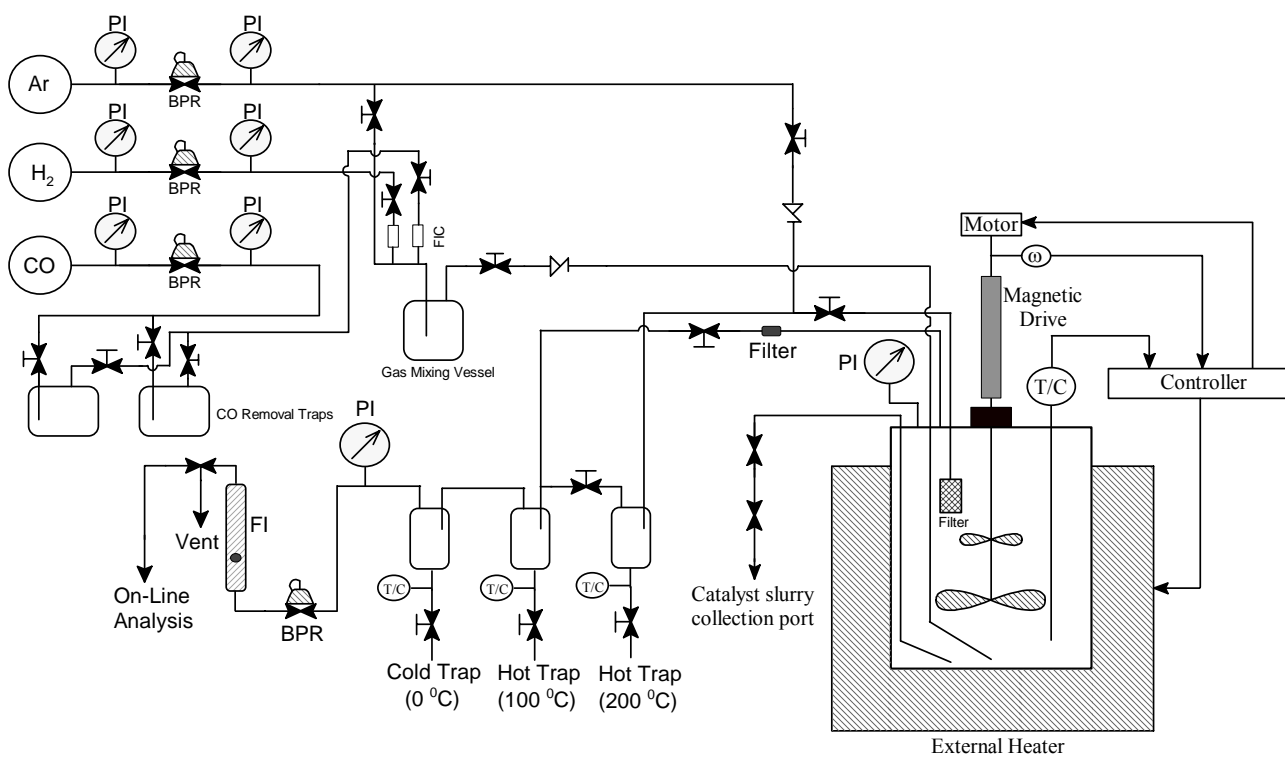 PI
PI
Ar
BPR
PI
PI
H2
BPR
PI
PI
CO
BPR
FIC
Gas Mixing Vessel
CO Removal Traps
Motor
ω
Magnetic
Drive
Filter
PI
T/C
Controller
PI
Filter
FI
Vent
On-Line
Analysis
BPR
T/C
T/C
T/C
Cold Trap
(0 ⁰C)
Hot Trap
(100 ⁰C)
Hot Trap
(200 ⁰C)
Catalyst slurry
collection port
External Heater